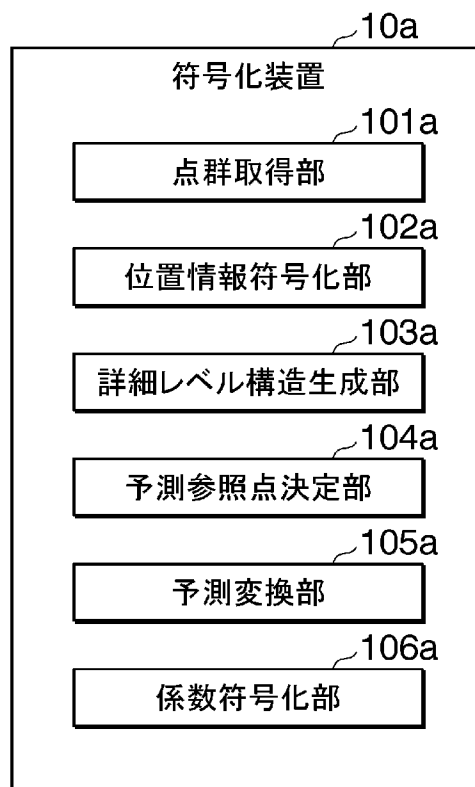 10a
符号化装置
101a
点群取得部
102a
位置情報符号化部
103a
詳細レベル構造生成部
104a
予測参照点決定部
105a
予測変換部
106a
係数符号化部